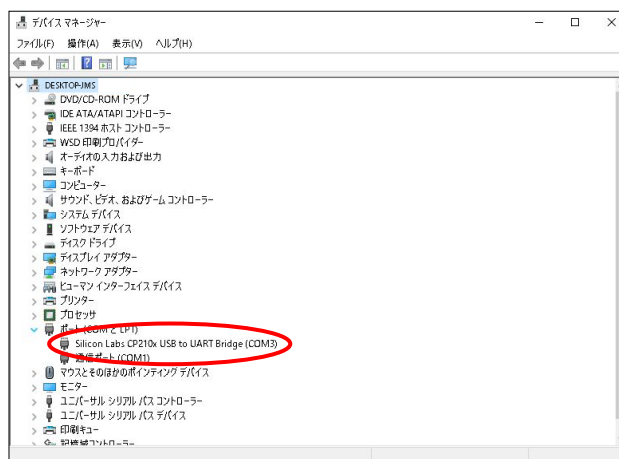 デバイス マネージャー
ファイル(F) 操作(A) 表示(V) ヘルプ(H)
DESKTOP-JMS
DVD/CD-ROM ドライブ
IDE ATA/ATAPI コントローラー
IEEE 1394 ホスト コントローラー
WSD 印刷プロバイダー
オーディオの入力および出力
キーボード
コンピューター
サウンド、ビデオ、およびゲーム コントローラー
システム デバイス
ソフトウェア デバイス
ディスク ドライブ
ディスプレイ アダプター
ネットワーク アダプター
ヒューマン インターフェイス デバイス
プリンター
プロセッサ
ポート (COM と LPT)
Silicon Labs CP210x USB to UART Bridge (COM3)
通信ポート (COM1)
マウスとそのほかのポインティング デバイス
モニター
ユニバーサル シリアル バス コントローラー
ユニバーサル シリアル バス デバイス
印刷キュー
記憶域コントローラー